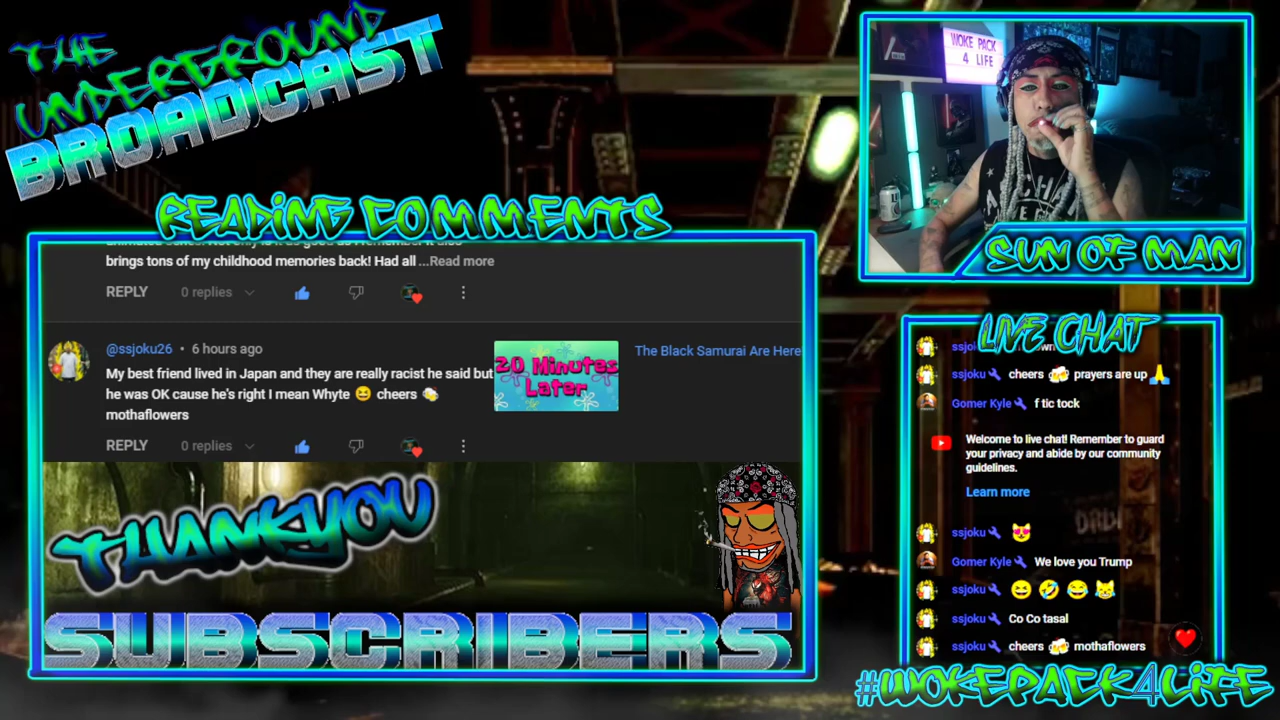 THE
UNDERGROUND
BROADCAST
READING COMMENTS
brings tons of my childhood memories back! Had all ...Read more
REPLY 0 replies
@ssjoku26 • 6 hours ago
My best friend lived in Japan and they are really racist he said but
he was OK cause he's right I mean Whyte 😆 cheers 🍻
mothaflowers
REPLY 0 replies
20 Minutes
Later
The Black Samurai Are Here
THANKYOU
SUBSCRIBERS
WOKE PACK
4 LIFE
SUN OF MAN
LIVE CHAT
ssjoku cheers 🍻 prayers are up 🙏
Gomer Kyle f tic tock
Welcome to live chat! Remember to guard
your privacy and abide by our community
guidelines.
Learn more
ssjoku 😻
Gomer Kyle We love you Trump
ssjoku 😆 🤣 😂 😹
ssjoku Co Co tasal
ssjoku cheers 🍻 mothaflowers
#WOKEPACK4LIFE